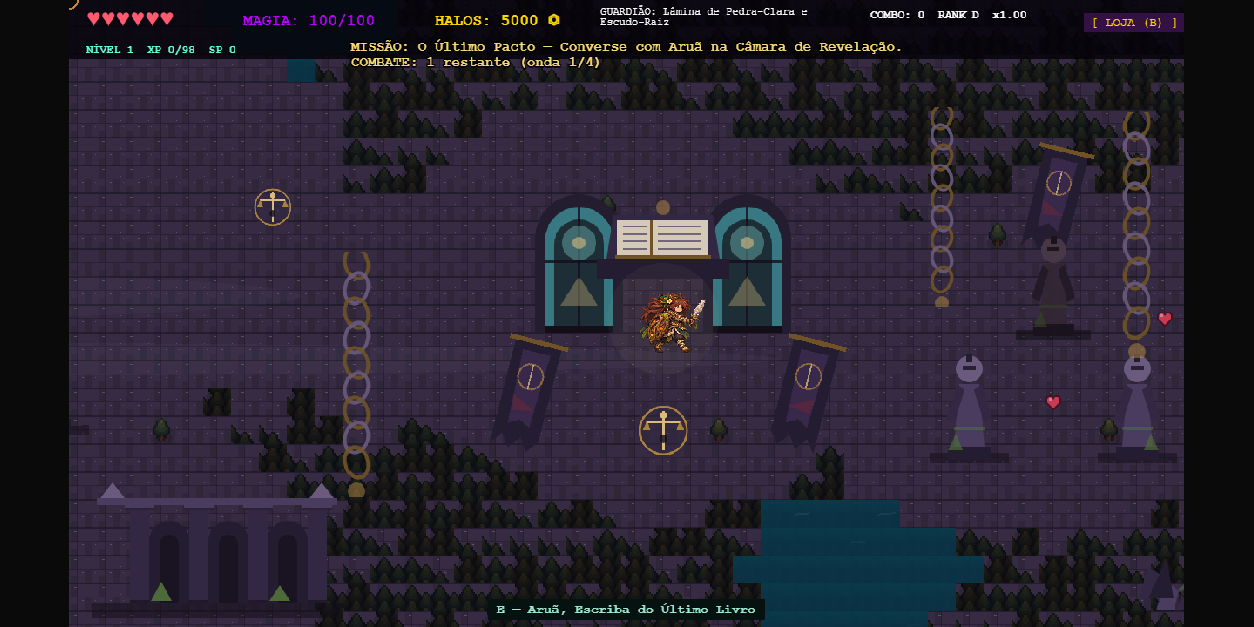 MAGIA: 100/100
HALOS: 5000
GUARDIÃO: Lámina de Pedra-Clara e
Escudo-Raiz
COMBO: 0 RANK D x1.00
[ LOJA (B) ]
NÍVEL 1 XP 0/98 SP 0
MISSÃO: O Último Pacto — Converse com Aruã na Câmara de Revelação.
COMBATE: 1 restante (onda 1/4)
E — Aruã, Escriba do Último Livro